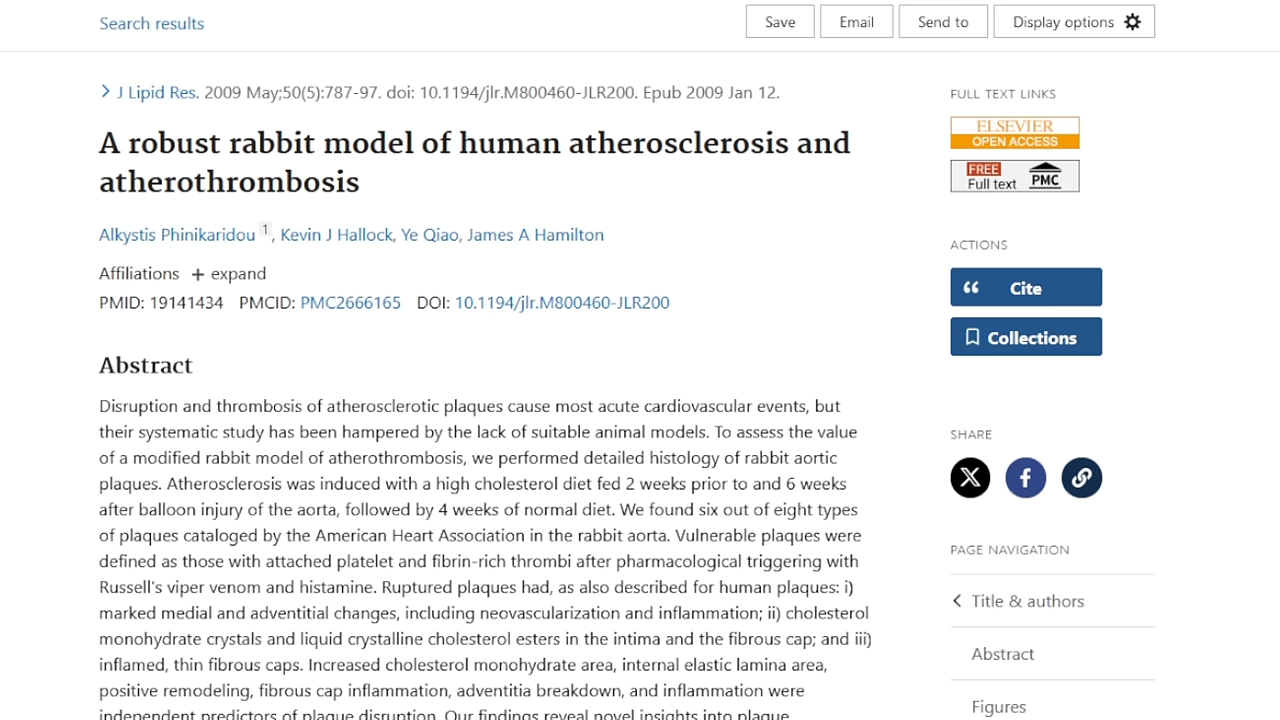 Search results
Save
Email
Send to
Display options
J Lipid Res. 2009 May;50(5):787-97. doi: 10.1194/jlr.M800460-JLR200. Epub 2009 Jan 12.
A robust rabbit model of human atherosclerosis and
atherothrombosis
Alkystis Phinikaridou 1, Kevin J Hallock, Ye Qiao, James A Hamilton
Affiliations + expand
PMID: 19141434 PMCID: PMC2666165 DOI: 10.1194/jlr.M800460-JLR200
Abstract
Disruption and thrombosis of atherosclerotic plaques cause most acute cardiovascular events, but
their systematic study has been hampered by the lack of suitable animal models. To assess the value
of a modified rabbit model of atherothrombosis, we performed detailed histology of rabbit aortic
plaques. Atherosclerosis was induced with a high cholesterol diet fed 2 weeks prior to and 6 weeks
after balloon injury of the aorta, followed by 4 weeks of normal diet. We found six out of eight types
of plaques cataloged by the American Heart Association in the rabbit aorta. Vulnerable plaques were
defined as those with attached platelet and fibrin-rich thrombi after pharmacological triggering with
Russell's viper venom and histamine. Ruptured plaques had, as also described for human plaques: i)
marked medial and adventitial changes, including neovascularization and inflammation; ii) cholesterol
monohydrate crystals and liquid crystalline cholesterol esters in the intima and the fibrous cap; and iii)
inflamed, thin fibrous caps. Increased cholesterol monohydrate area, internal elastic lamina area,
positive remodeling, fibrous cap inflammation, adventitia breakdown, and inflammation were
independent predictors of plaque disruption. Our findings reveal novel insights into plaque
FULL TEXT LINKS
ELSEVIER
OPEN ACCESS
FREE
Full text PMC
ACTIONS
Cite
Collections
SHARE
PAGE NAVIGATION
Title & authors
Abstract
Figures